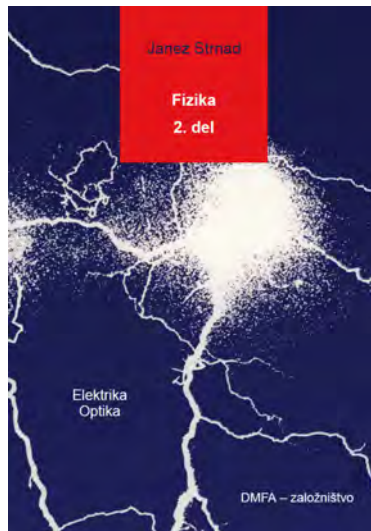 Janez Strnad
Fizika
2. del
Elektrika
Optika
DMFA – založništvo